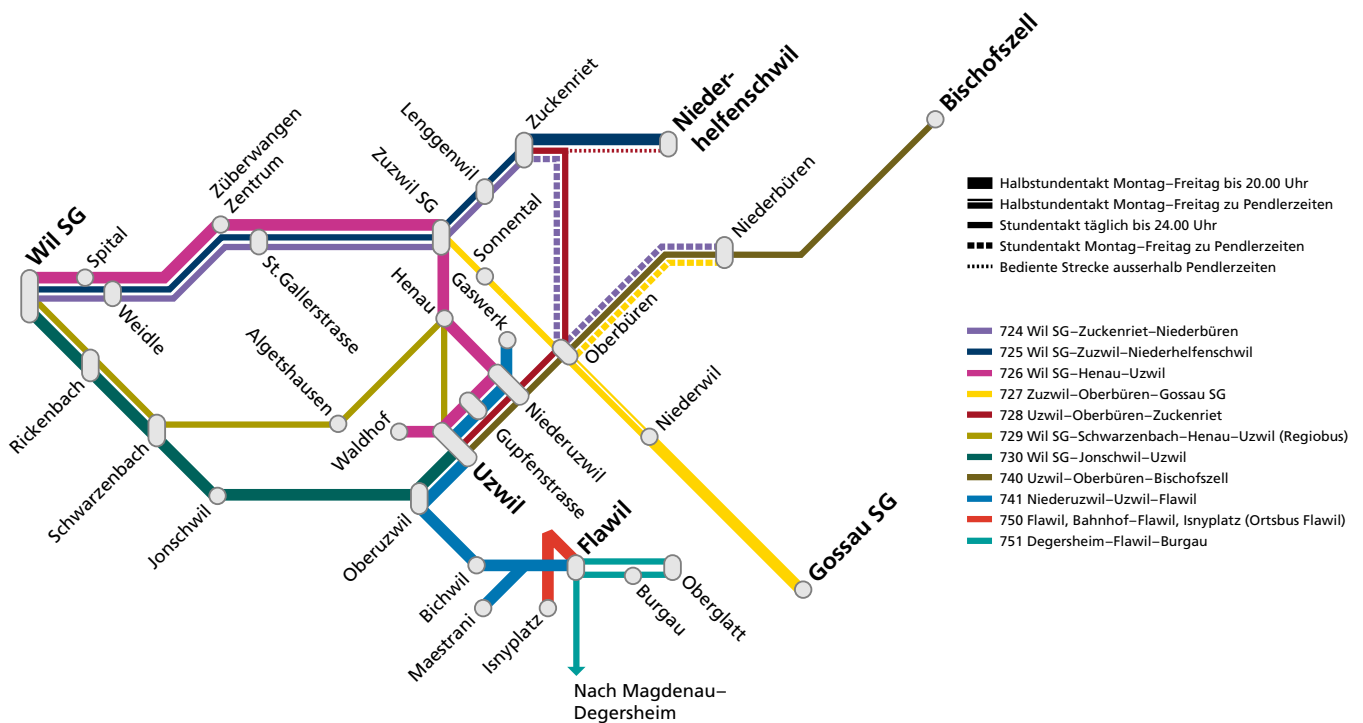 Wil SG
Spital
Weidle
Züberwangen
Zentrum
St.Gallerstrasse
Zuzwil SG
Lenggenwil
Zuckenriet
Nieder-
helfenschwil
Bischofszell
Niederbüren
Sonnental
Henau
Gaswerk
Oberbüren
Algetshausen
Rickenbach
Schwarzenbach
Jonschwil
Waldhof
Uzwil
Gupfenstrasse
Niederuzwil
Niederwil
Gossau SG
Oberuzwil
Bichwil
Maestrani
Isnyplatz
Flawil
Burgau
Oberglatt
Nach Magdenau–
Degersheim
Halbstundentakt Montag–Freitag bis 20.00 Uhr
Halbstundentakt Montag–Freitag zu Pendlerzeiten
Stundentakt täglich bis 24.00 Uhr
Stundentakt Montag–Freitag zu Pendlerzeiten
Bediente Strecke ausserhalb Pendlerzeiten
724 Wil SG–Zuckenriet–Niederbüren
725 Wil SG–Zuzwil–Niederhelfenschwil
726 Wil SG–Henau–Uzwil
727 Zuzwil–Oberbüren–Gossau SG
728 Uzwil–Oberbüren–Zuckenriet
729 Wil SG–Schwarzenbach–Henau–Uzwil (Regiobus)
730 Wil SG–Jonschwil–Uzwil
740 Uzwil–Oberbüren–Bischofszell
741 Niederuzwil–Uzwil–Flawil
750 Flawil, Bahnhof–Flawil, Isnyplatz (Ortsbus Flawil)
751 Degersheim–Flawil–Burgau